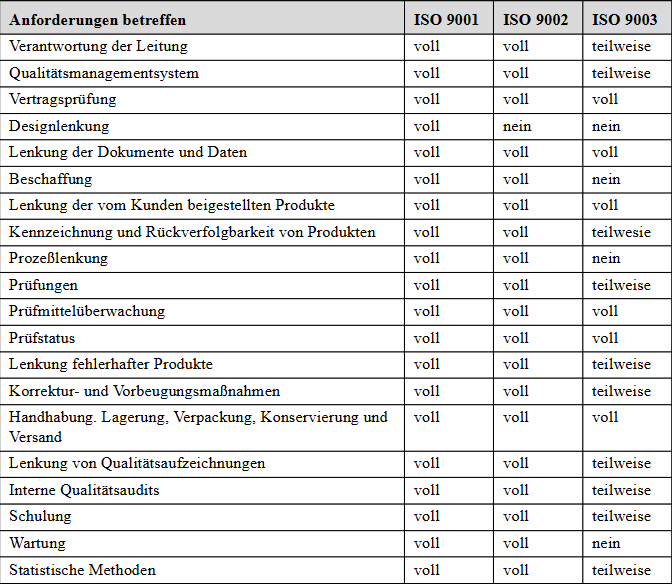 Anforderungen betreffen ISO 9001 ISO 9002 ISO 9003
Verantwortung der Leitung voll voll teilweise
Qualitätsmanagementsystem voll voll teilweise
Vertragsprüfung voll voll voll
Designlenkung voll nein nein
Lenkung der Dokumente und Daten voll voll voll
Beschaffung voll voll nein
Lenkung der vom Kunden beigestellten Produkte voll voll voll
Kennzeichnung und Rückverfolgbarkeit von Produkten voll voll teilwesie
Prozeßlenkung voll voll nein
Prüfungen voll voll teilweise
Prüfmittelüberwachung voll voll voll
Prüfstatus voll voll voll
Lenkung fehlerhafter Produkte voll voll teilweise
Korrektur- und Vorbeugungsmaßnahmen voll voll teilweise
Handhabung. Lagerung, Verpackung, Konservierung und voll voll voll
Versand
Lenkung von Qualitätsaufzeichnungen voll voll teilweise
Interne Qualitätsaudits voll voll teilweise
Schulung voll voll teilweise
Wartung voll voll nein
Statistische Methoden voll voll teilweise